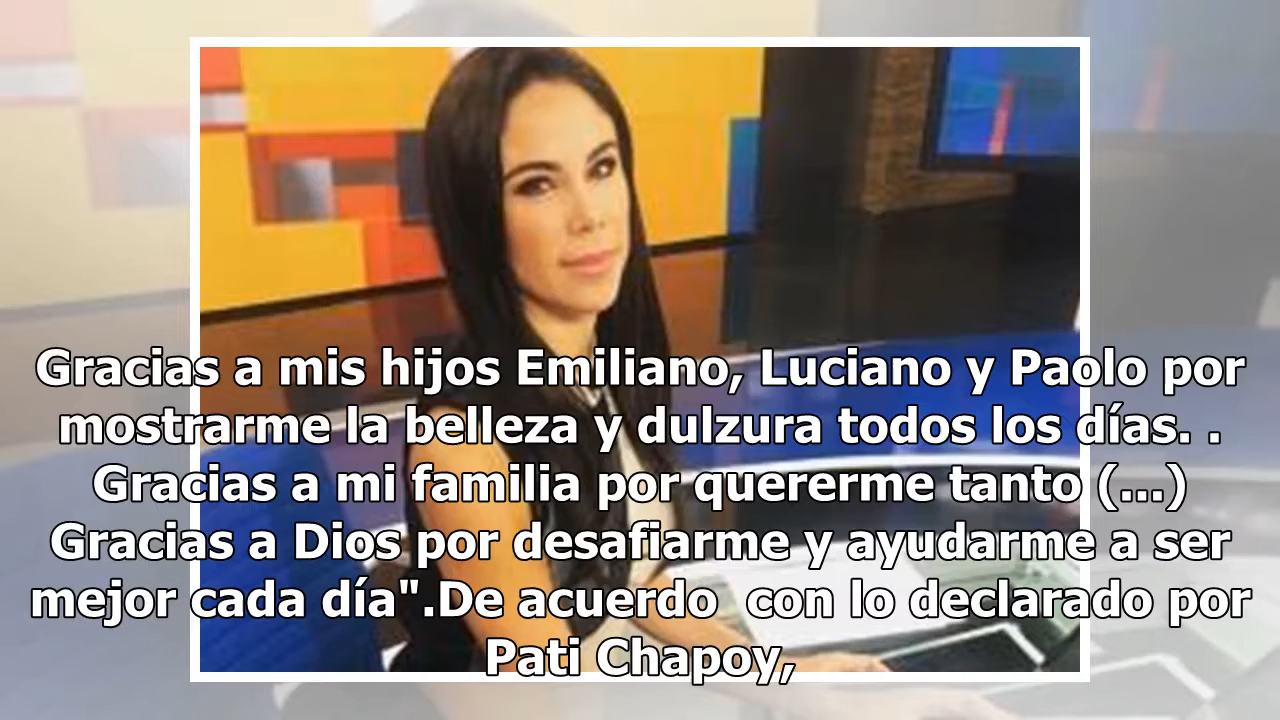 Gracias a mis hijos Emiliano, Luciano y Paolo por
mostrarme la belleza y dulzura todos los días. .
Gracias a mi familia por quererme tanto (...)
Gracias a Dios por desafiarme y ayudarme a ser
mejor cada día".De acuerdo  con lo declarado por
Pati Chapoy,